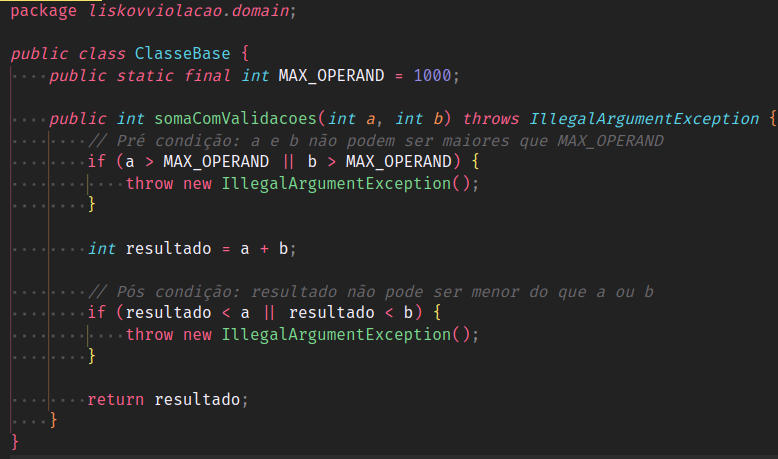 package liskovviolacao.domain;

public class ClasseBase {
    public static final int MAX_OPERAND = 1000;

    public int somaComValidacoes(int a, int b) throws IllegalArgumentException {
        // Pré condição: a e b não podem ser maiores que MAX_OPERAND
        if (a > MAX_OPERAND || b > MAX_OPERAND) {
            throw new IllegalArgumentException();
        }

        int resultado = a + b;

        // Pós condição: resultado não pode ser menor do que a ou b
        if (resultado < a || resultado < b) {
            throw new IllegalArgumentException();
        }

        return resultado;
    }
}